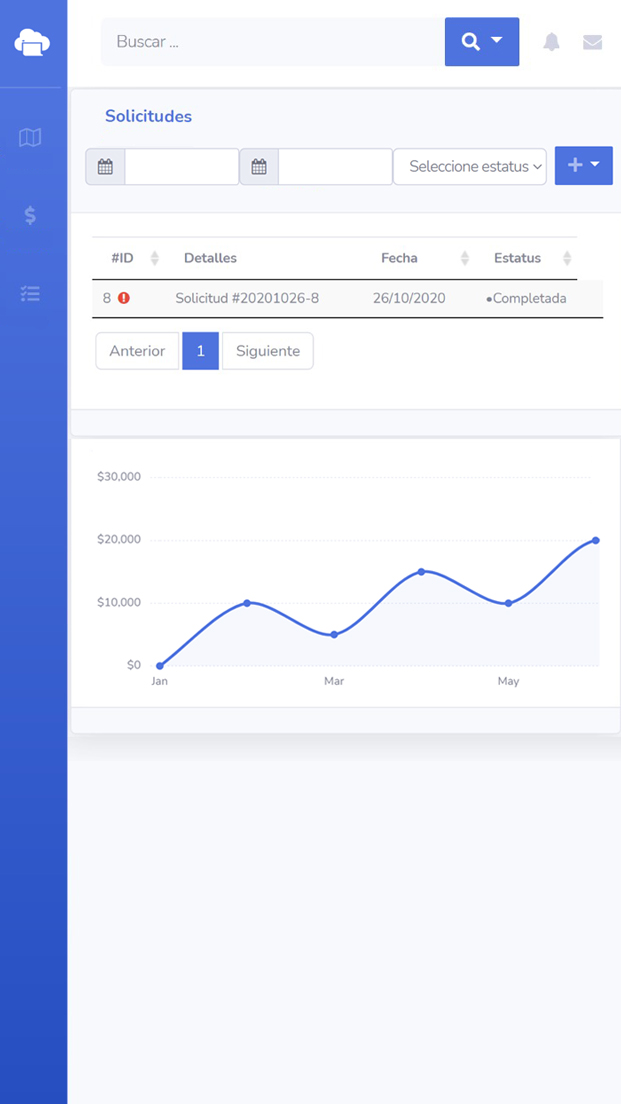 Buscar ...
Solicitudes
Seleccione estatus
#ID Detalles Fecha Estatus
8 Solicitud #20201026-8 26/10/2020 •Completada
Anterior 1 Siguiente
$30,000
$20,000
$10,000
$0
Jan Mar May